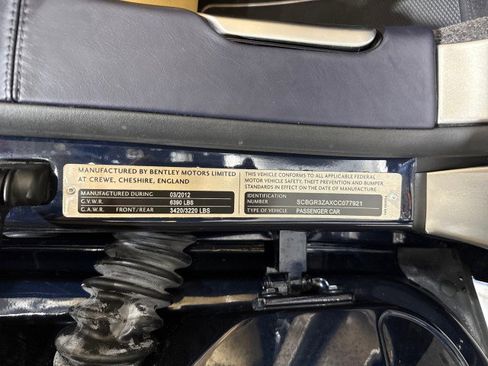 MANUFACTURED BY BENTLEY MOTORS LIMITED
AT CREWE, CHESHIRE, ENGLAND
MANUFACTURED DURING 03/2012
G.V.W.R. 6390 LBS
G.A.W.R. FRONT/REAR 3420/3220 LBS
THIS VEHICLE CONFORMS TO ALL APPLICABLE FEDERAL
MOTOR VEHICLE SAFETY, THEFT PREVENTION AND BUMPER
STANDARDS IN EFFECT ON THE DATE OF MANUFACTURE.
IDENTIFICATION
NUMBER SCBGR3ZAXCC077921
VEHICLE TYPE PASSENGER CAR